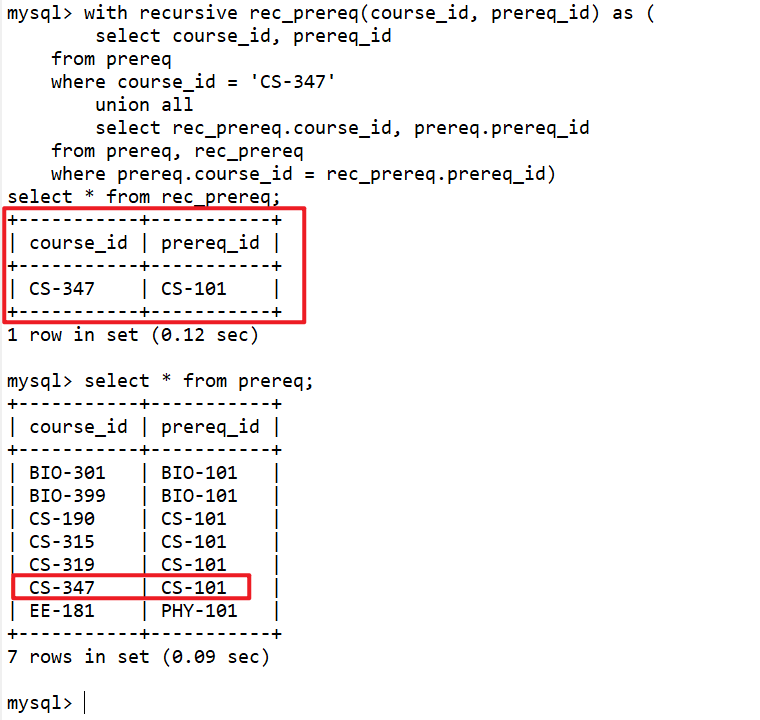 mysql> with recursive rec_prereq(course_id, prereq_id) as (
        select course_id, prereq_id
    from prereq
    where course_id = 'CS-347'
        union all
        select rec_prereq.course_id, prereq.prereq_id
    from prereq, rec_prereq
    where prereq.course_id = rec_prereq.prereq_id)
select * from rec_prereq;
+-----------+-----------+
| course_id | prereq_id |
+-----------+-----------+
| CS-347    | CS-101    |
+-----------+-----------+
1 row in set (0.12 sec)

mysql> select * from prereq;
+-----------+-----------+
| course_id | prereq_id |
+-----------+-----------+
| BIO-301   | BIO-101   |
| BIO-399   | BIO-101   |
| CS-190    | CS-101    |
| CS-315    | CS-101    |
| CS-319    | CS-101    |
| CS-347    | CS-101    |
| EE-181    | PHY-101   |
+-----------+-----------+
7 rows in set (0.09 sec)

mysql>